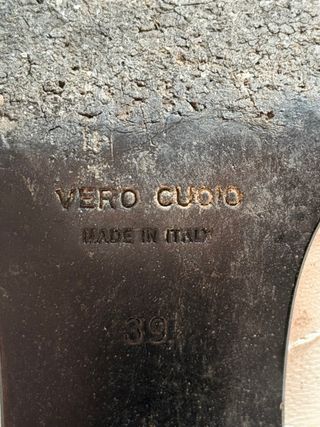 VERO CUOIO
MADE IN ITALY
39